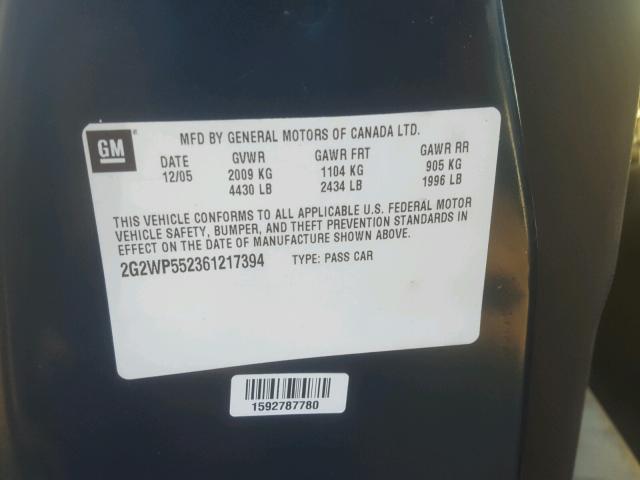 GM
MFD BY GENERAL MOTORS OF CANADA LTD.
DATE GVWR GAWR FRT GAWR RR
12/05 2009 KG 1104 KG 905 KG
4430 LB 2434 LB 1996 LB
THIS VEHICLE CONFORMS TO ALL APPLICABLE U.S. FEDERAL MOTOR
VEHICLE SAFETY, BUMPER, AND THEFT PREVENTION STANDARDS IN
EFFECT ON THE DATE OF MANUFACTURE SHOWN ABOVE.
2G2WP552361217394 TYPE: PASS CAR
1592787780